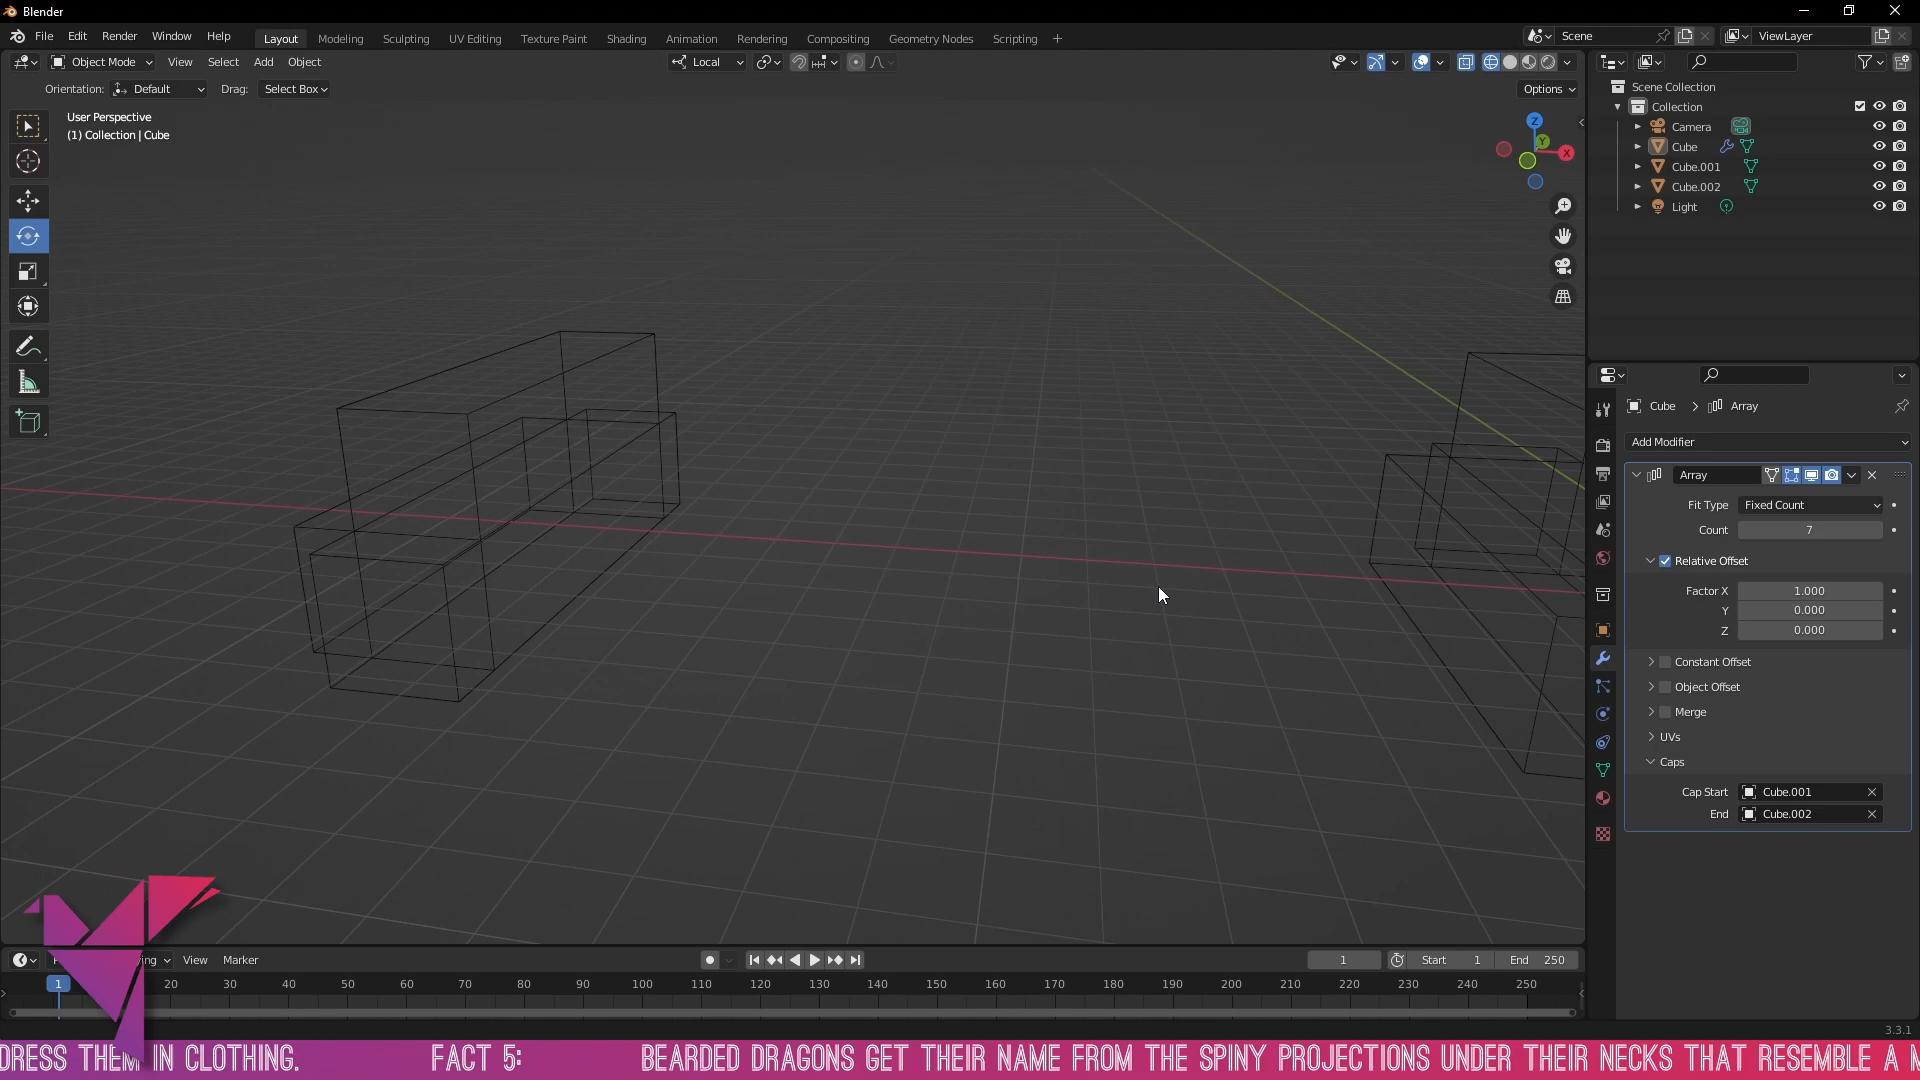 Blender
File Edit Render Window Help
Layout Modeling Sculpting UV Editing Texture Paint Shading Animation Rendering Compositing Geometry Nodes Scripting +
Scene
ViewLayer
Object Mode View Select Add Object
Local
Orientation: Default Drag: Select Box
Options
User Perspective
(1) Collection | Cube
Z
Y
X
Scene Collection
Collection
Camera
Cube
Cube.001
Cube.002
Light
Cube > Array
Add Modifier
Array
Fit Type Fixed Count
Count 7
Relative Offset
Factor X 1.000
Y 0.000
Z 0.000
Constant Offset
Object Offset
Merge
UVs
Caps
Cap Start Cube.001
End Cube.002
View Marker
1
Start 1 End 250
1 20 30 40 50 60 70 80 90 100 110 120 130 140 150 160 170 180 190 200 210 220 230 240 250
3.3.1
DRESS THEM IN CLOTHING. FACT 5: BEARDED DRAGONS GET THEIR NAME FROM THE SPINY PROJECTIONS UNDER THEIR NECKS THAT RESEMBLE A